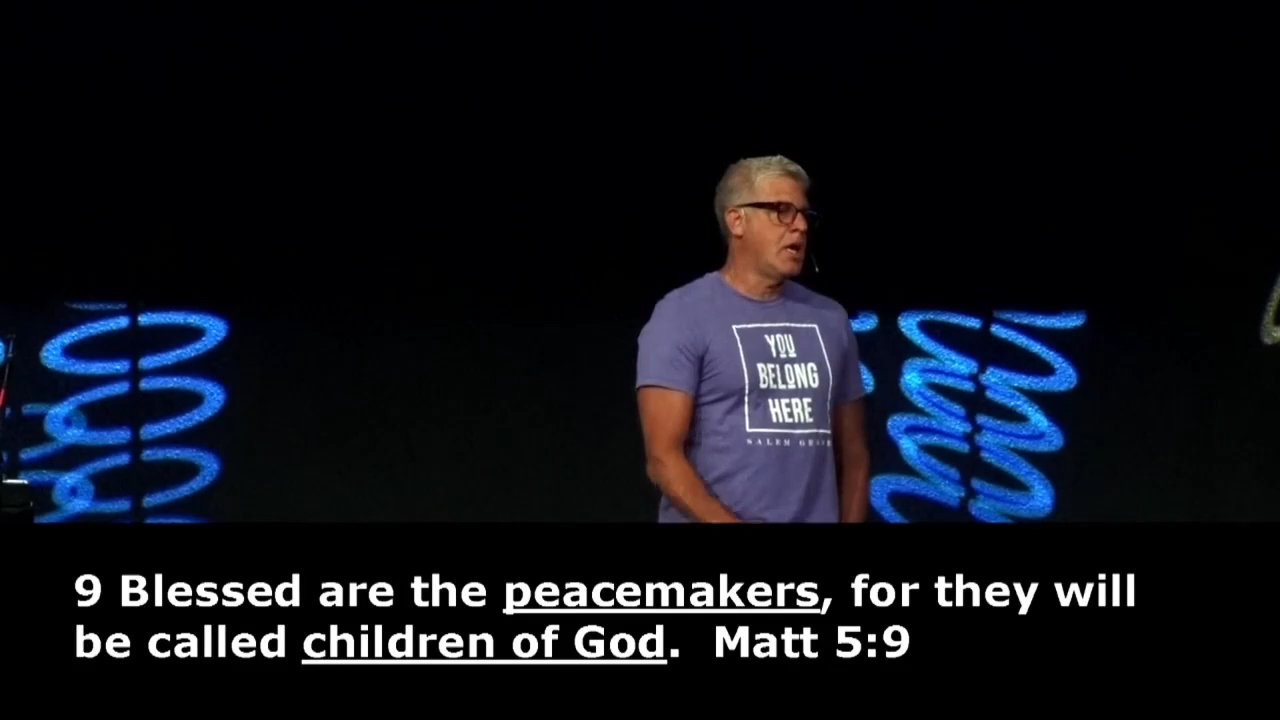 YOU
BELONG
HERE
SALEM
9 Blessed are the peacemakers, for they will
be called children of God.  Matt 5:9